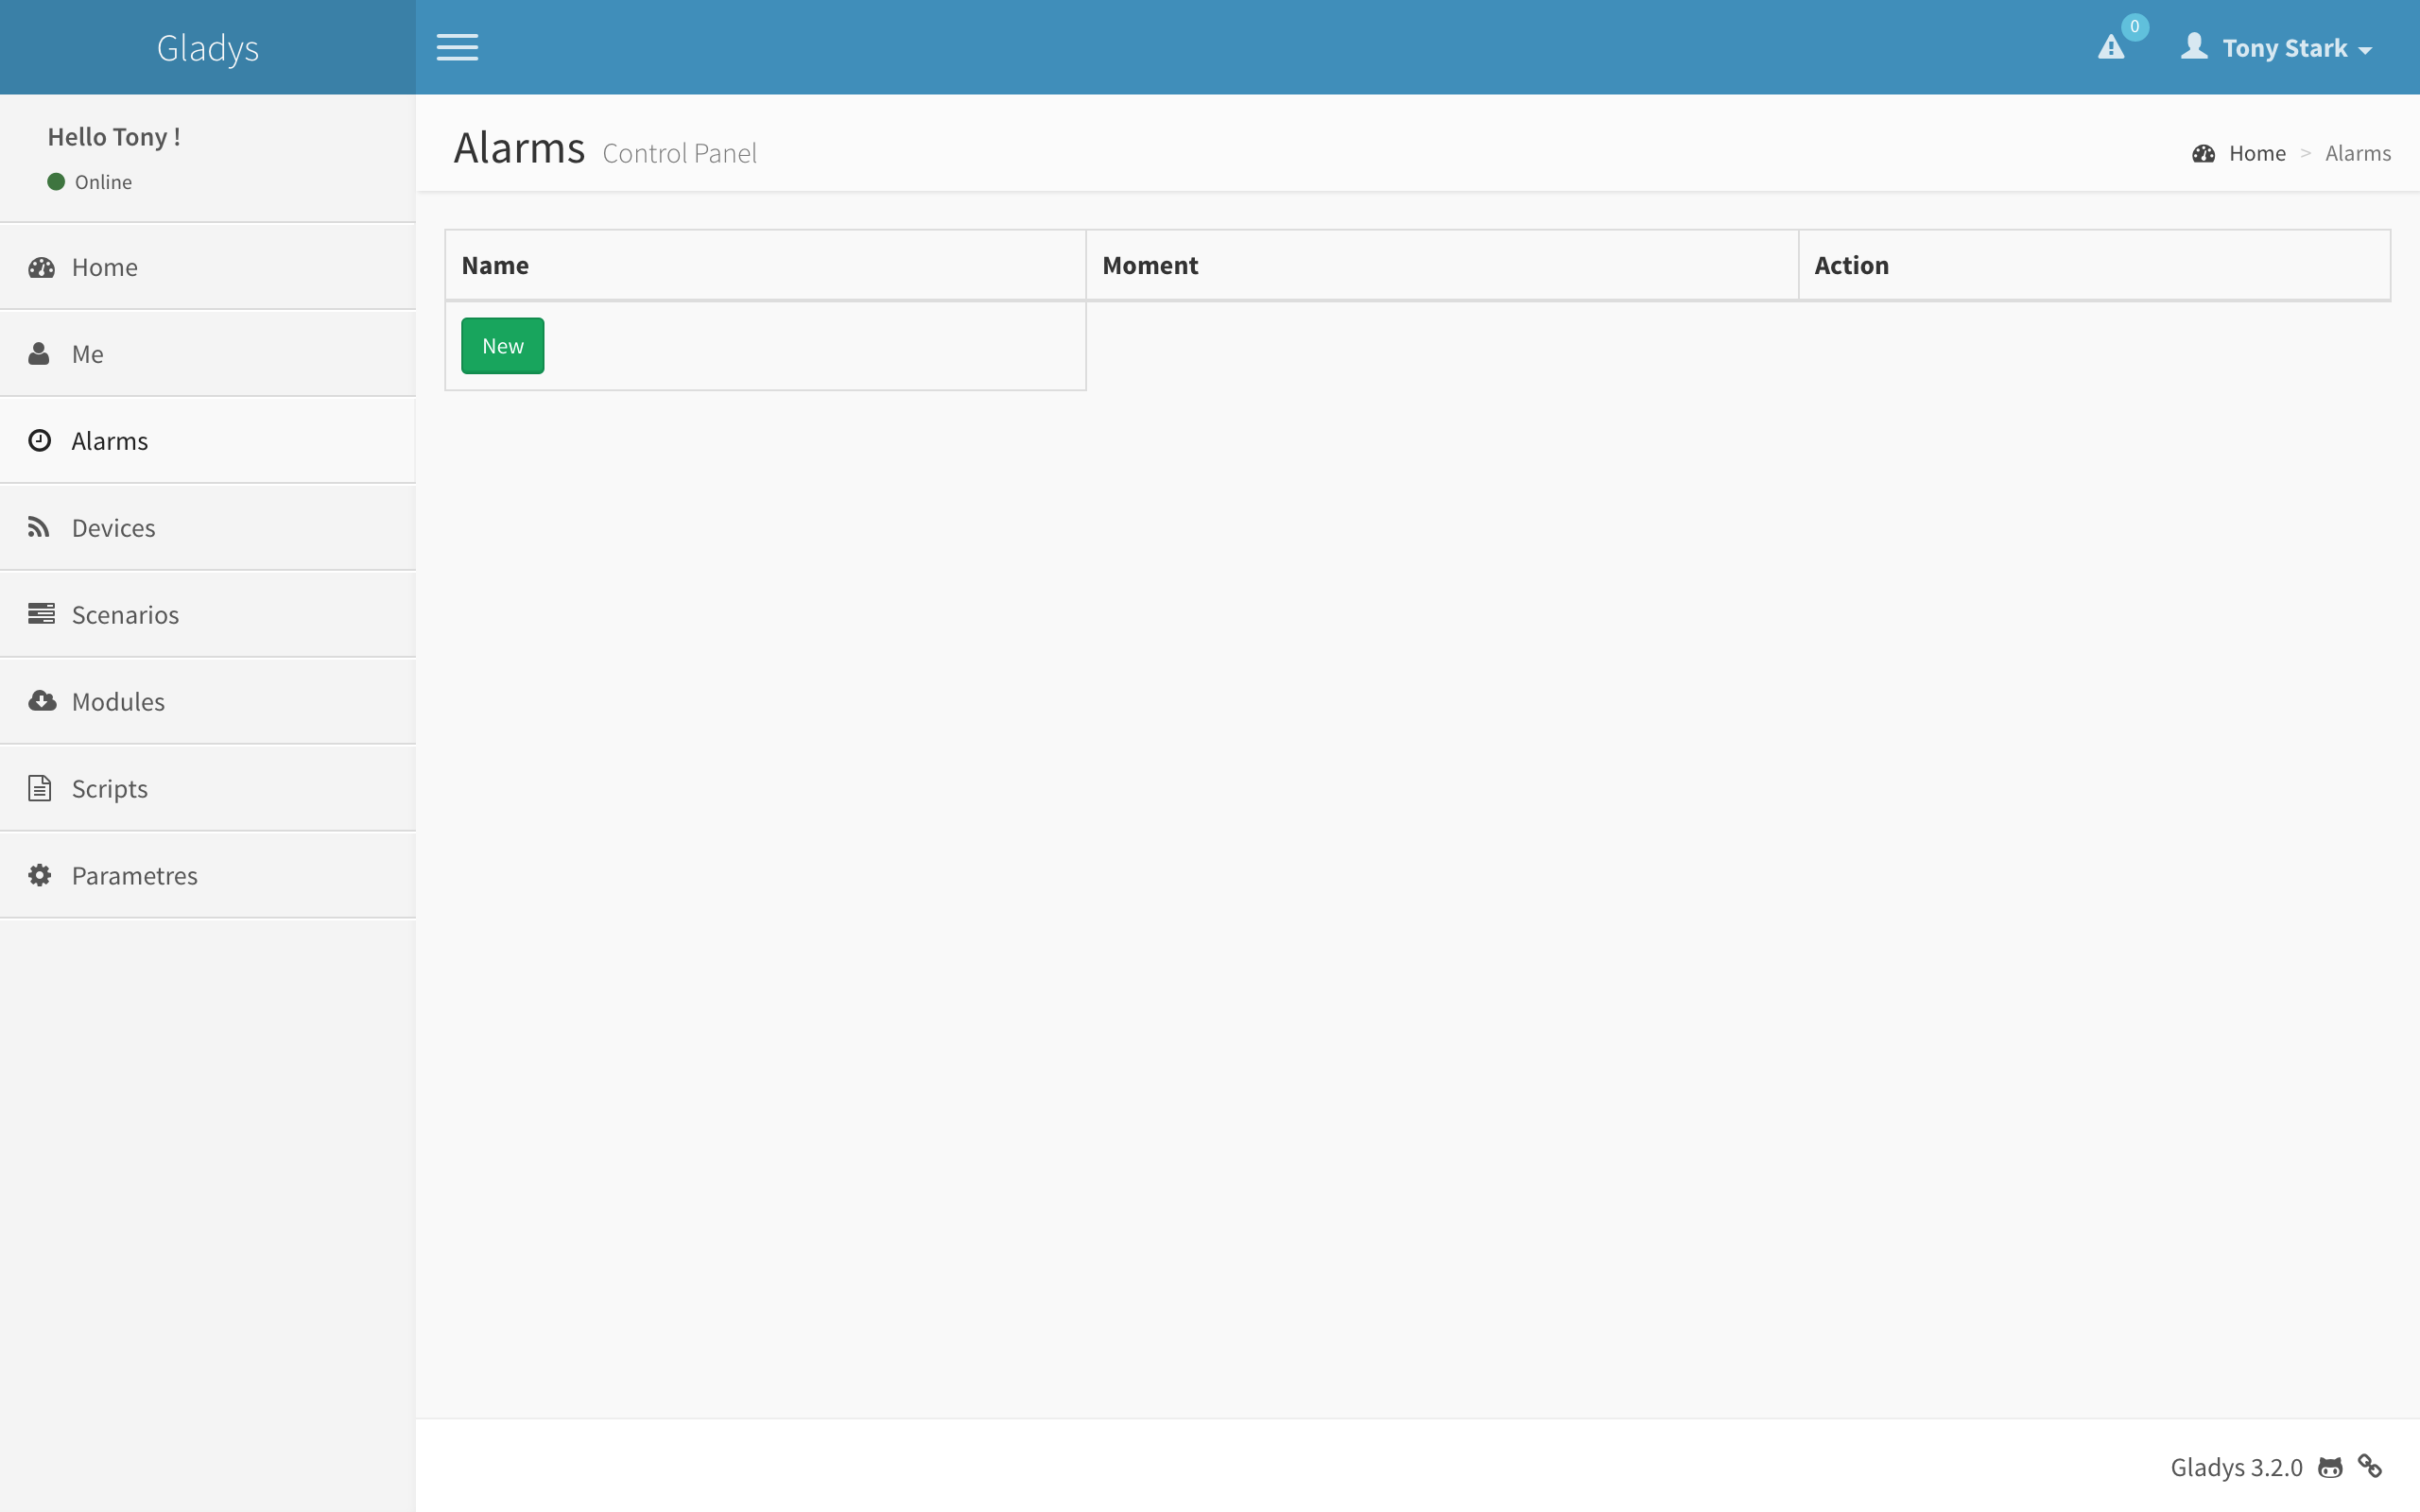 Gladys
0
Tony Stark
Hello Tony !
Online
Home
Me
Alarms
Devices
Scenarios
Modules
Scripts
Parametres
Alarms Control Panel
Home > Alarms
Name Moment Action
New
Gladys 3.2.0